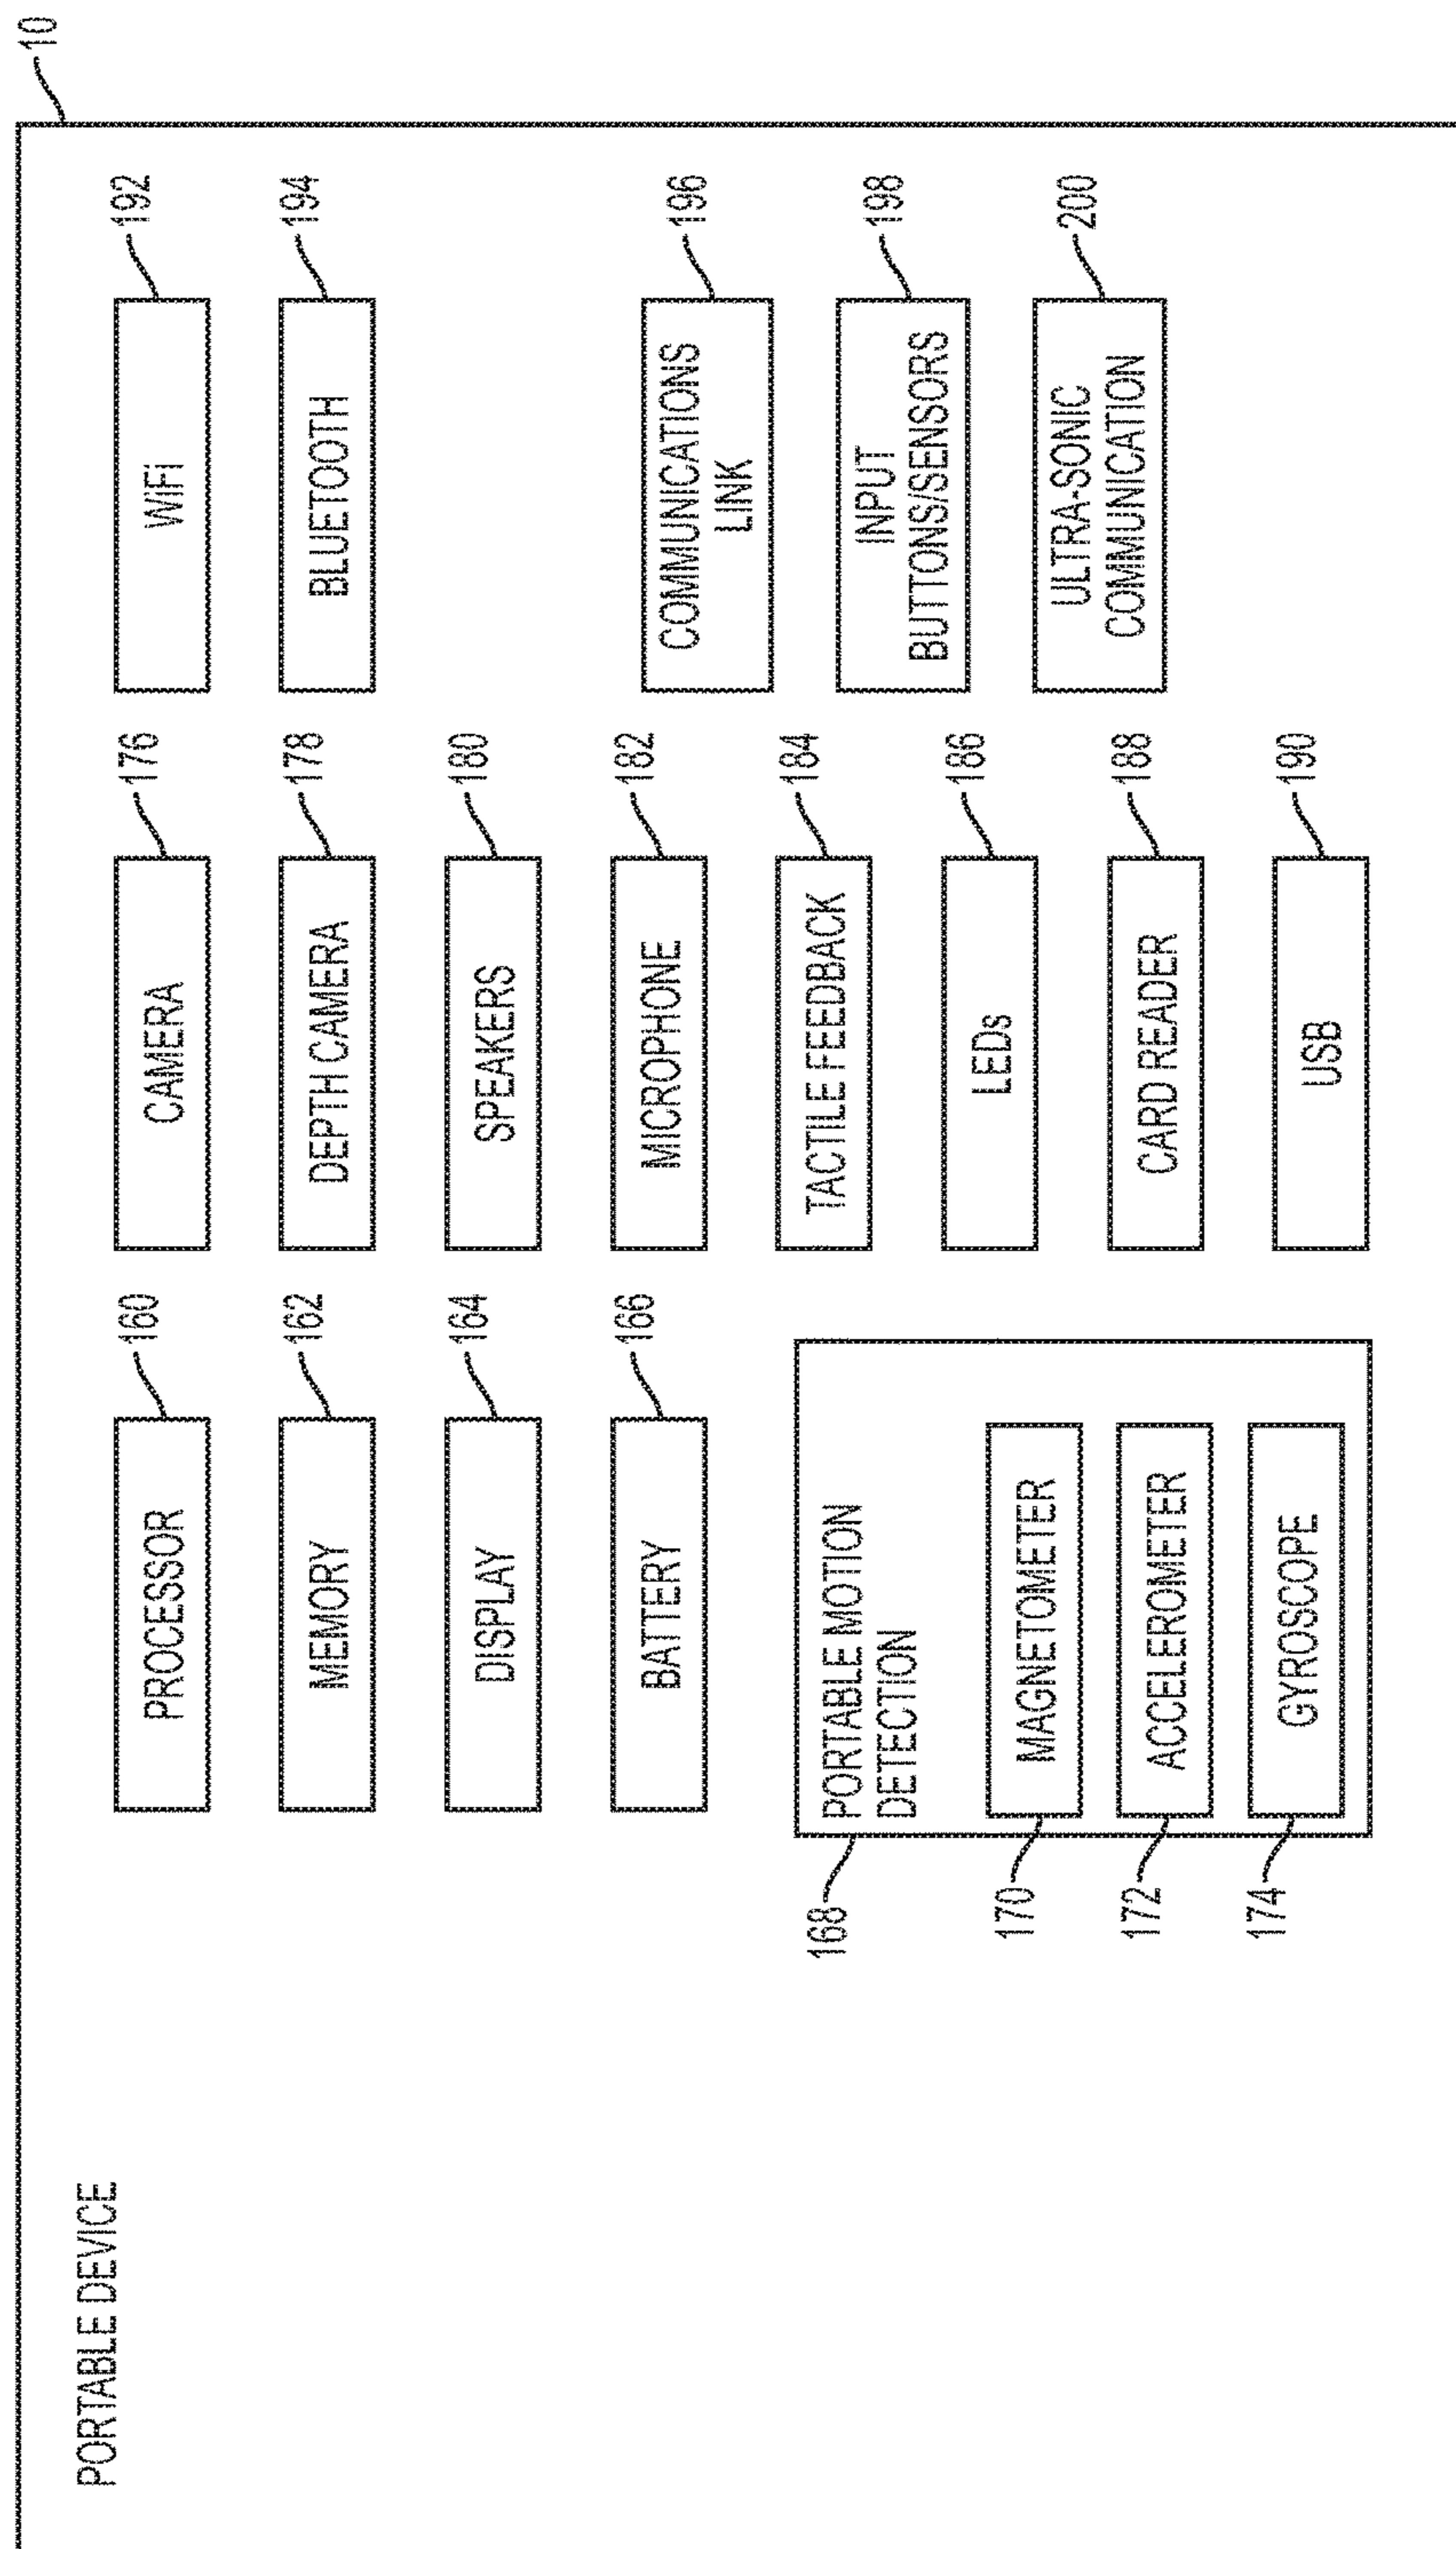 10
PORTABLE DEVICE
PROCESSOR
160
MEMORY
162
DISPLAY
164
BATTERY
166
PORTABLE MOTION
DETECTION
168
MAGNETOMETER
170
ACCELEROMETER
172
GYROSCOPE
174
CAMERA
176
DEPTH CAMERA
178
SPEAKERS
180
MICROPHONE
182
TACTILE FEEDBACK
184
LEDs
186
CARD READER
188
USB
190
WiFi
192
BLUETOOTH
194
COMMUNICATIONS
LINK
196
INPUT
BUTTONS/SENSORS
198
ULTRA-SONIC
COMMUNICATION
200